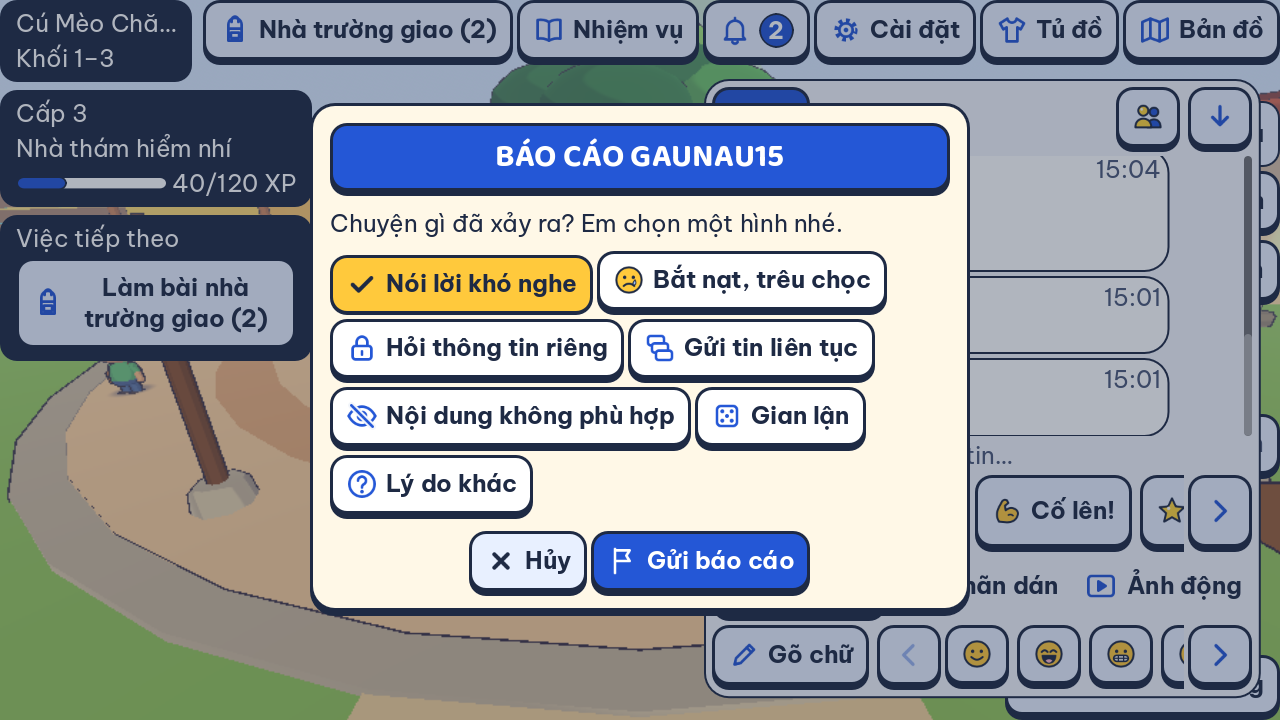 Cú Mèo Chă...
Khối 1–3
Nhà trường giao (2)
Nhiệm vụ
2
Cài đặt
Tủ đồ
Bản đồ
Cấp 3
Nhà thám hiểm nhí
40/120 XP
Việc tiếp theo
Làm bài nhà
trường giao (2)
BÁO CÁO GAUNAU15
Chuyện gì đã xảy ra? Em chọn một hình nhé.
Nói lời khó nghe
Bắt nạt, trêu chọc
Hỏi thông tin riêng
Gửi tin liên tục
Nội dung không phù hợp
Gian lận
Lý do khác
Hủy
Gửi báo cáo
15:04
15:01
15:01
tin...
Cố lên!
dán
Ảnh động
Gõ chữ